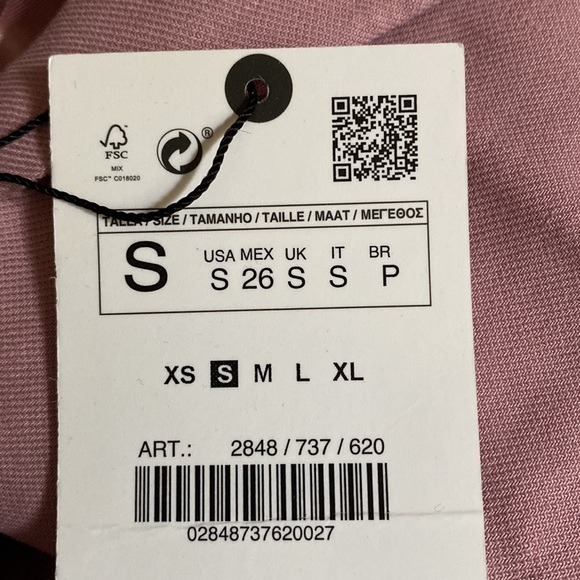 ®
FSC
MIX
FSC™ C018020
TALLA / SIZE / TAMANHO / TAILLE / MAAT / ΜΕΓΕΘΟΣ
S
USA MEX UK IT BR
S 26 S S P
XS S M L XL
ART.: 2848 / 737 / 620
02848737620027